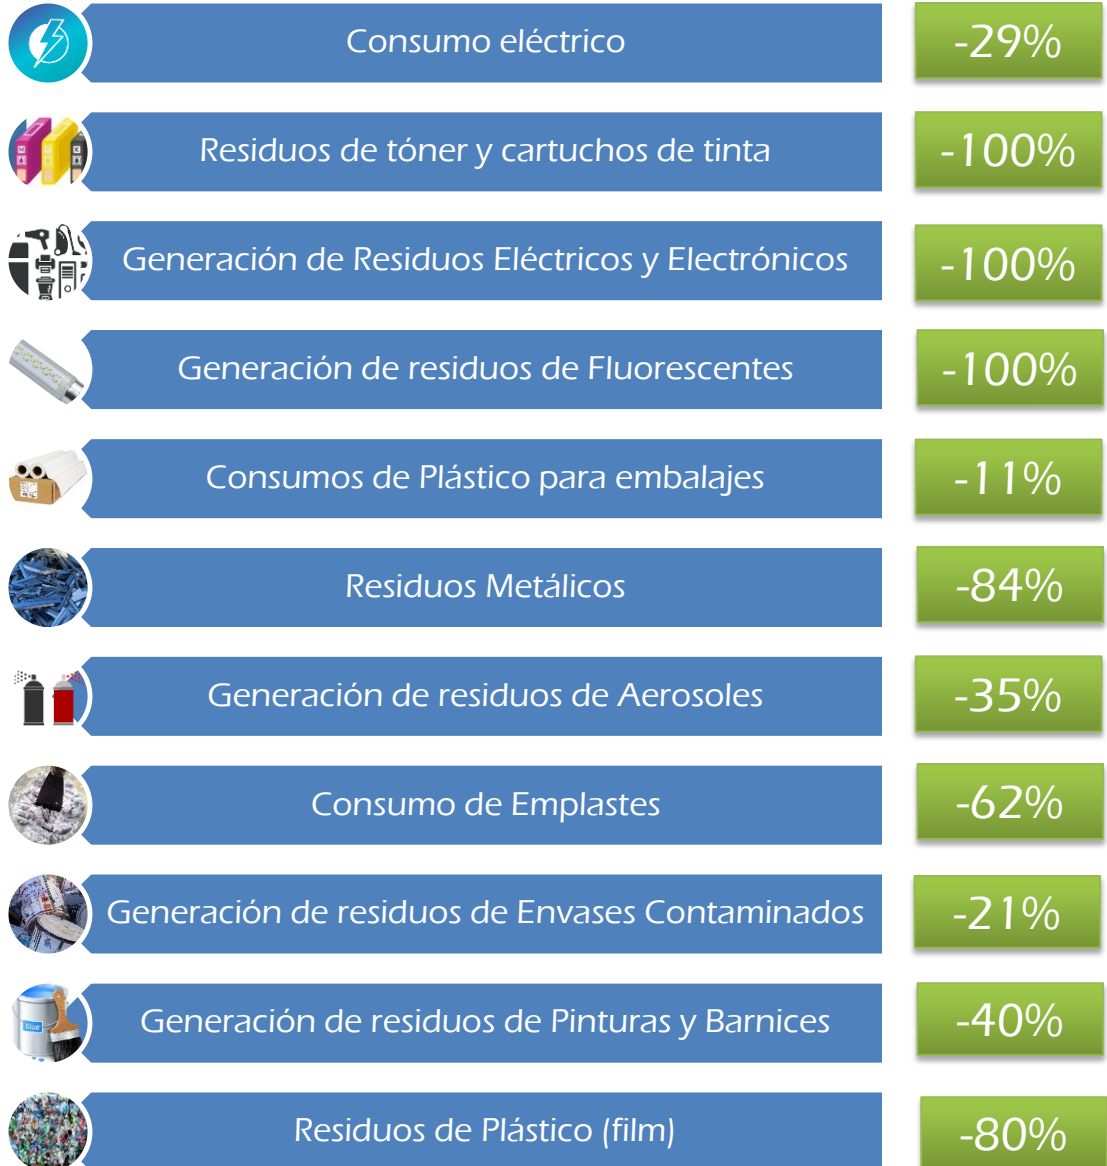 Consumo eléctrico
-29%
Residuos de tóner y cartuchos de tinta
-100%
Generación de Residuos Eléctricos y Electrónicos
-100%
Generación de residuos de Fluorescentes
-100%
Consumos de Plástico para embalajes
-11%
Residuos Metálicos
-84%
Generación de residuos de Aerosoles
-35%
Consumo de Emplastes
-62%
Generación de residuos de Envases Contaminados
-21%
Blue
Generación de residuos de Pinturas y Barnices
-40%
Residuos de Plástico (film)
-80%